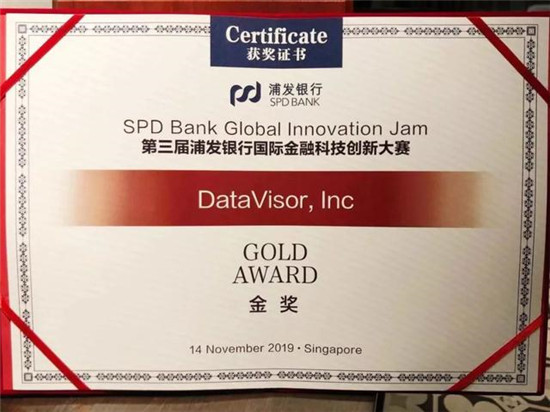 Certificate
获奖证书
浦发银行
SPD BANK
SPD Bank Global Innovation Jam
第三届浦发银行国际金融科技创新大赛
DataVisor, Inc
GOLD
AWARD
金奖
14 November 2019 · Singapore